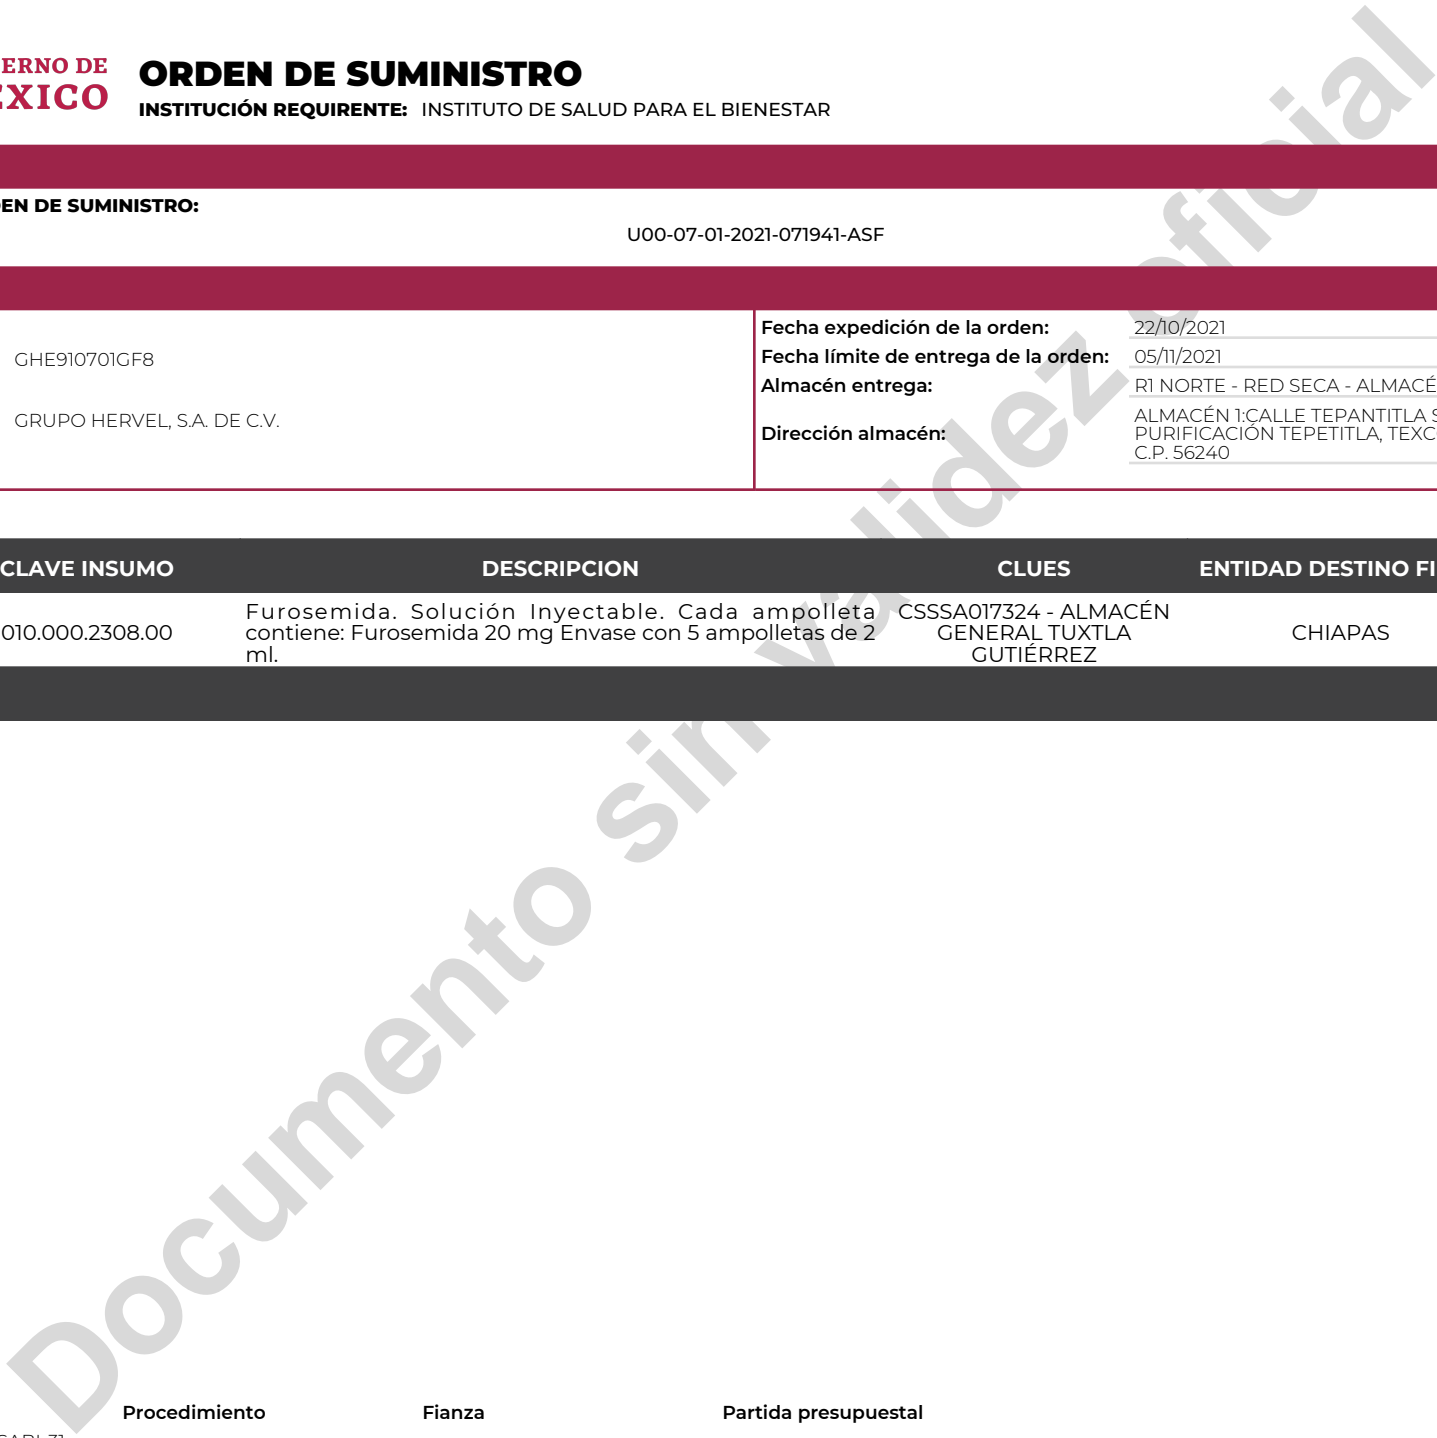 ERNO DE
ORDEN DE SUMINISTRO
EXICO
INSTITUCIÓN REQUIRENTE: INSTITUTO DE SALUD PARA EL BIENESTAR
EN DE SUMINISTRO:
U00-07-01-2021-071941-ASF
GHE910701GF8
GRUPO HERVEL, S.A. DE C.V.
Fecha expedición de la orden: 22/10/2021
Fecha límite de entrega de la orden: 05/11/2021
Almacén entrega: R1 NORTE - RED SECA - ALMACÉ
Dirección almacén: ALMACÉN 1:CALLE TEPANTITLA S
PURIFICACIÓN TEPETITLA, TEXC
C.P. 56240
CLAVE INSUMO DESCRIPCION CLUES ENTIDAD DESTINO FI
010.000.2308.00
Furosemida. Solución Inyectable. Cada ampolleta
contiene: Furosemida 20 mg Envase con 5 ampolletas de 2
ml.
CSSSA017324 - ALMACÉN
GENERAL TUXTLA
GUTIÉRREZ
CHIAPAS
Documento sin validez oficial
Procedimiento Fianza Partida presupuestal